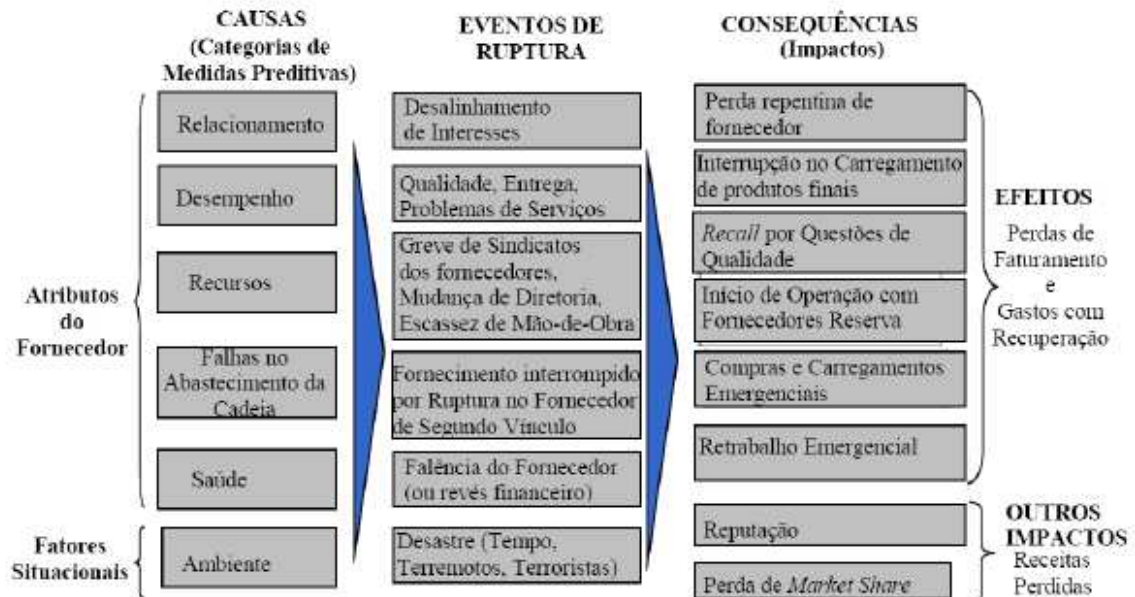 CAUSAS
(Categorias de
Medidas Preditivas)
EVENTOS DE
RUPTURA
CONSEQUÊNCIAS
(Impactos)
Atributos
do
Fornecedor
Relacionamento
Desempenho
Recursos
Falhas no
Abastecimento da
Cadeia
Saúde
Fatores
Situacionais
Ambiente
Desalinhamento
de Interesses
Qualidade, Entrega,
Problemas de Serviços
Greve de Sindicatos
dos fornecedores,
Mudança de Diretoria,
Escassez de Mão-de-Obra
Fornecimento interrompido
por Ruptura no Fornecedor
de Segundo Vínculo
Falência do Fornecedor
(ou revés financeiro)
Desastre (Tempo,
Terremotos, Terroristas)
Perda repentina de
fornecedor
Interrupção no Carregamento
de produtos finais
Recall por Questões de
Qualidade
Início de Operação com
Fornecedores Reserva
Compras e Carregamentos
Emergenciais
Retrabalho Emergencial
Reputação
Perda de Market Share
EFEITOS
Perdas de
Faturamento
e
Gastos com
Recuperação
OUTROS
IMPACTOS
Receitas
Perdidas